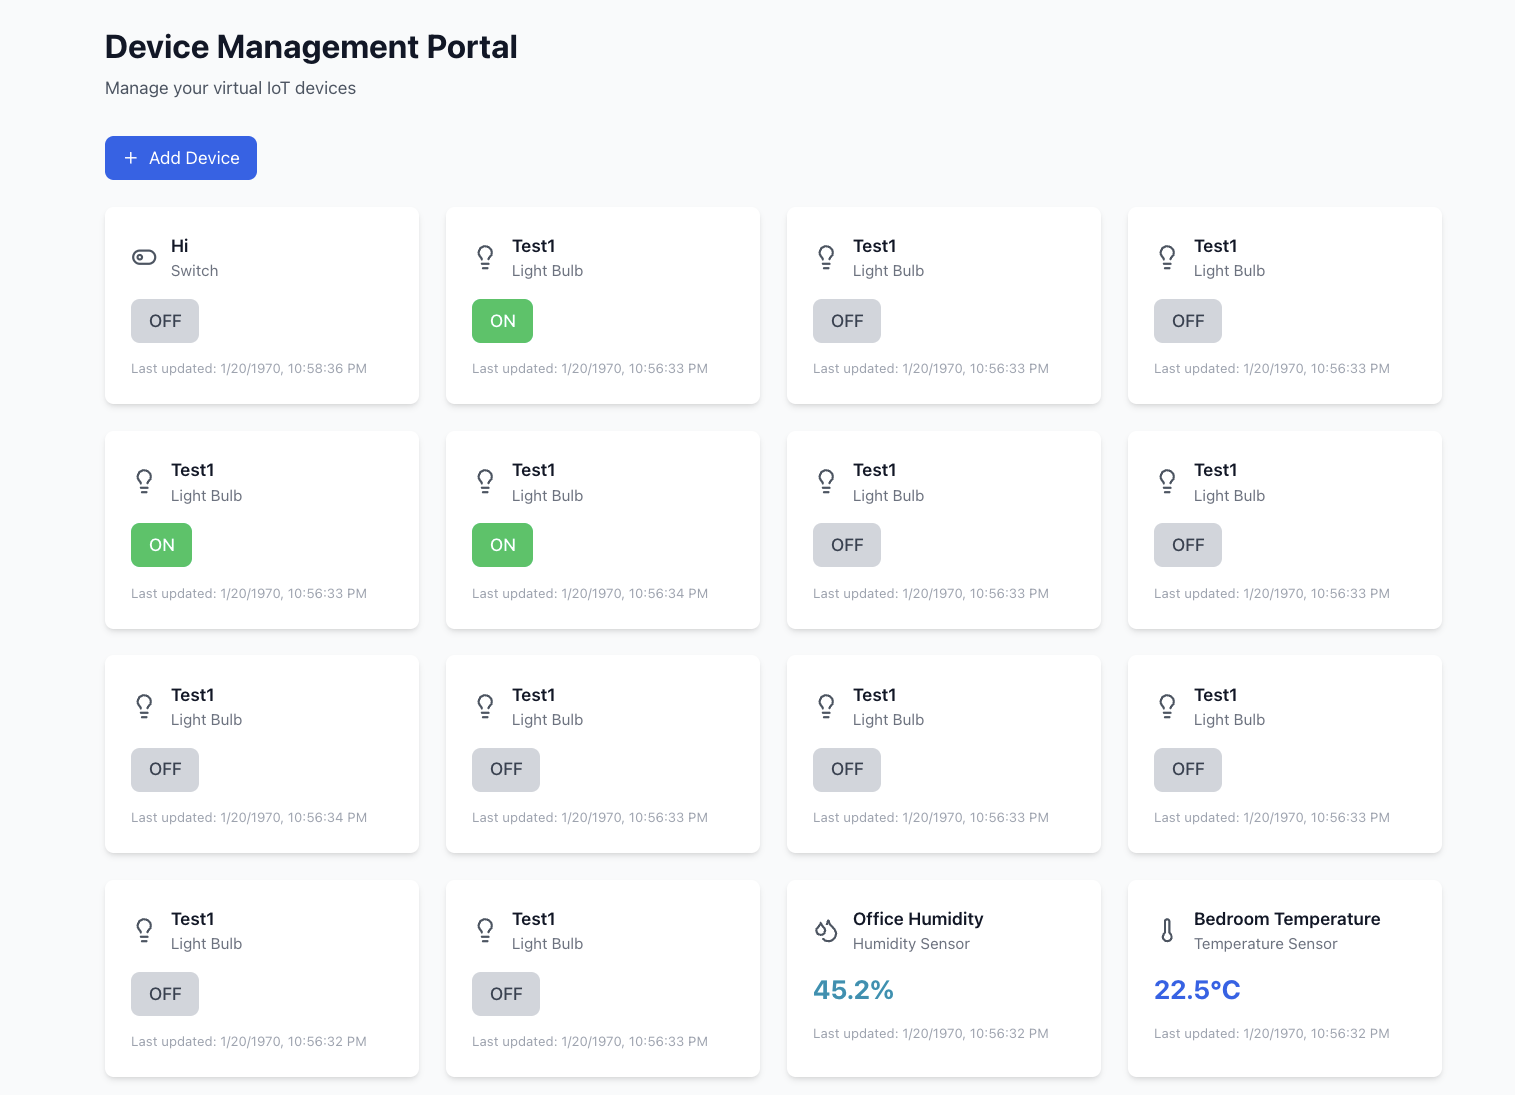 Device Management Portal
Manage your virtual IoT devices
+ Add Device
Hi
Switch
OFF
Last updated: 1/20/1970, 10:58:36 PM
Test1
Light Bulb
ON
Last updated: 1/20/1970, 10:56:33 PM
Test1
Light Bulb
OFF
Last updated: 1/20/1970, 10:56:33 PM
Test1
Light Bulb
OFF
Last updated: 1/20/1970, 10:56:33 PM
Test1
Light Bulb
ON
Last updated: 1/20/1970, 10:56:33 PM
Test1
Light Bulb
ON
Last updated: 1/20/1970, 10:56:34 PM
Test1
Light Bulb
OFF
Last updated: 1/20/1970, 10:56:33 PM
Test1
Light Bulb
OFF
Last updated: 1/20/1970, 10:56:33 PM
Test1
Light Bulb
OFF
Last updated: 1/20/1970, 10:56:34 PM
Test1
Light Bulb
OFF
Last updated: 1/20/1970, 10:56:33 PM
Test1
Light Bulb
OFF
Last updated: 1/20/1970, 10:56:33 PM
Test1
Light Bulb
OFF
Last updated: 1/20/1970, 10:56:33 PM
Test1
Light Bulb
OFF
Last updated: 1/20/1970, 10:56:32 PM
Test1
Light Bulb
OFF
Last updated: 1/20/1970, 10:56:33 PM
Office Humidity
Humidity Sensor
45.2%
Last updated: 1/20/1970, 10:56:32 PM
Bedroom Temperature
Temperature Sensor
22.5°C
Last updated: 1/20/1970, 10:56:32 PM